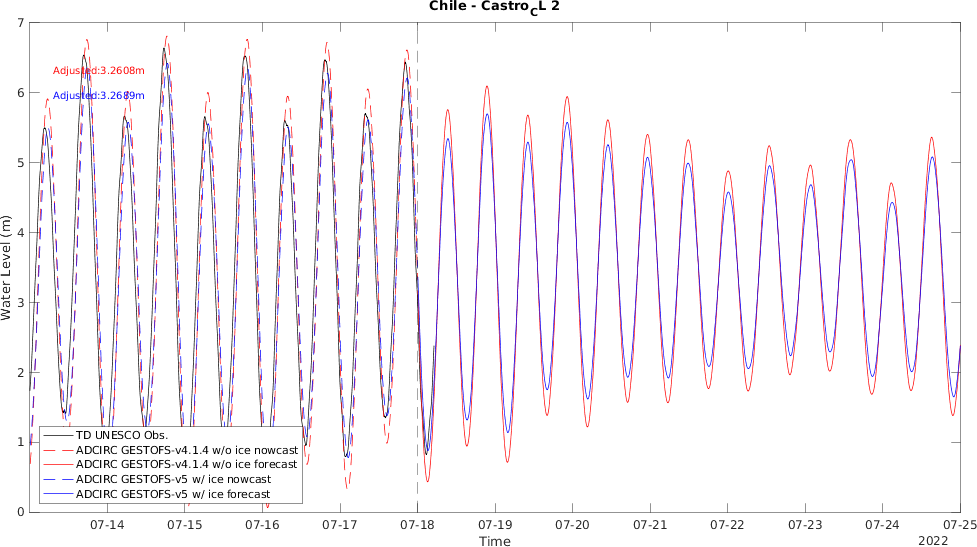 Chile - Castro_CL 2
7
6
5
4
3
2
1
0
Water Level (m)
Adjusted:3.2608m
Adjusted:3.2689m
TD UNESCO Obs.
ADCIRC GESTOFS-v4.1.4 w/o ice nowcast
ADCIRC GESTOFS-v4.1.4 w/o ice forecast
ADCIRC GESTOFS-v5 w/ ice nowcast
ADCIRC GESTOFS-v5 w/ ice forecast
07-14 07-15 07-16 07-17 07-18 07-19 07-20 07-21 07-22 07-23 07-24 07-25
Time
2022